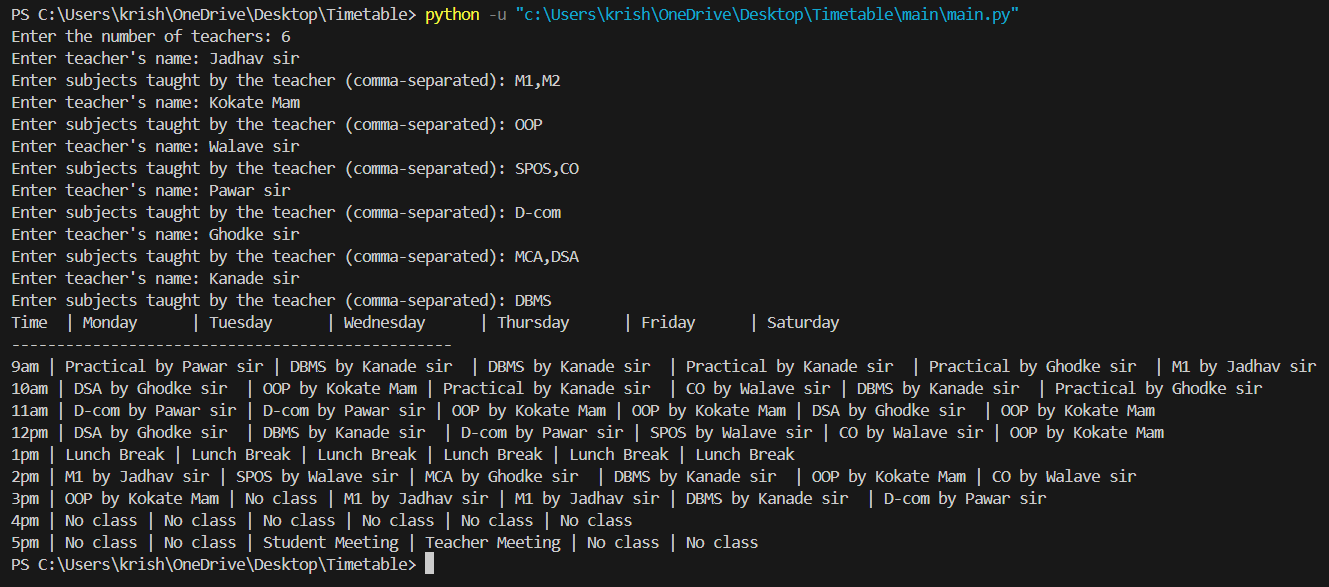 PS C:\Users\krish\OneDrive\Desktop\Timetable> python -u "c:\Users\krish\OneDrive\Desktop\Timetable\main\main.py"
Enter the number of teachers: 6
Enter teacher's name: Jadhav sir
Enter subjects taught by the teacher (comma-separated): M1,M2
Enter teacher's name: Kokate Mam
Enter subjects taught by the teacher (comma-separated): OOP
Enter teacher's name: Walave sir
Enter subjects taught by the teacher (comma-separated): SPOS,CO
Enter teacher's name: Pawar sir
Enter subjects taught by the teacher (comma-separated): D-com
Enter teacher's name: Ghodke sir
Enter subjects taught by the teacher (comma-separated): MCA,DSA
Enter teacher's name: Kanade sir
Enter subjects taught by the teacher (comma-separated): DBMS
Time  | Monday      | Tuesday      | Wednesday      | Thursday      | Friday      | Saturday
-------------------------------------------------
9am | Practical by Pawar sir | DBMS by Kanade sir  | DBMS by Kanade sir  | Practical by Kanade sir  | Practical by Ghodke sir  | M1 by Jadhav sir
10am | DSA by Ghodke sir  | OOP by Kokate Mam | Practical by Kanade sir  | CO by Walave sir | DBMS by Kanade sir  | Practical by Ghodke sir
11am | D-com by Pawar sir | D-com by Pawar sir | OOP by Kokate Mam | OOP by Kokate Mam | DSA by Ghodke sir  | OOP by Kokate Mam
12pm | DSA by Ghodke sir  | DBMS by Kanade sir  | D-com by Pawar sir | SPOS by Walave sir | CO by Walave sir | OOP by Kokate Mam
1pm | Lunch Break | Lunch Break | Lunch Break | Lunch Break | Lunch Break | Lunch Break
2pm | M1 by Jadhav sir | SPOS by Walave sir | MCA by Ghodke sir  | DBMS by Kanade sir  | OOP by Kokate Mam | CO by Walave sir
3pm | OOP by Kokate Mam | No class | M1 by Jadhav sir | M1 by Jadhav sir | DBMS by Kanade sir  | D-com by Pawar sir
4pm | No class | No class | No class | No class | No class | No class
5pm | No class | No class | Student Meeting | Teacher Meeting | No class | No class
PS C:\Users\krish\OneDrive\Desktop\Timetable>